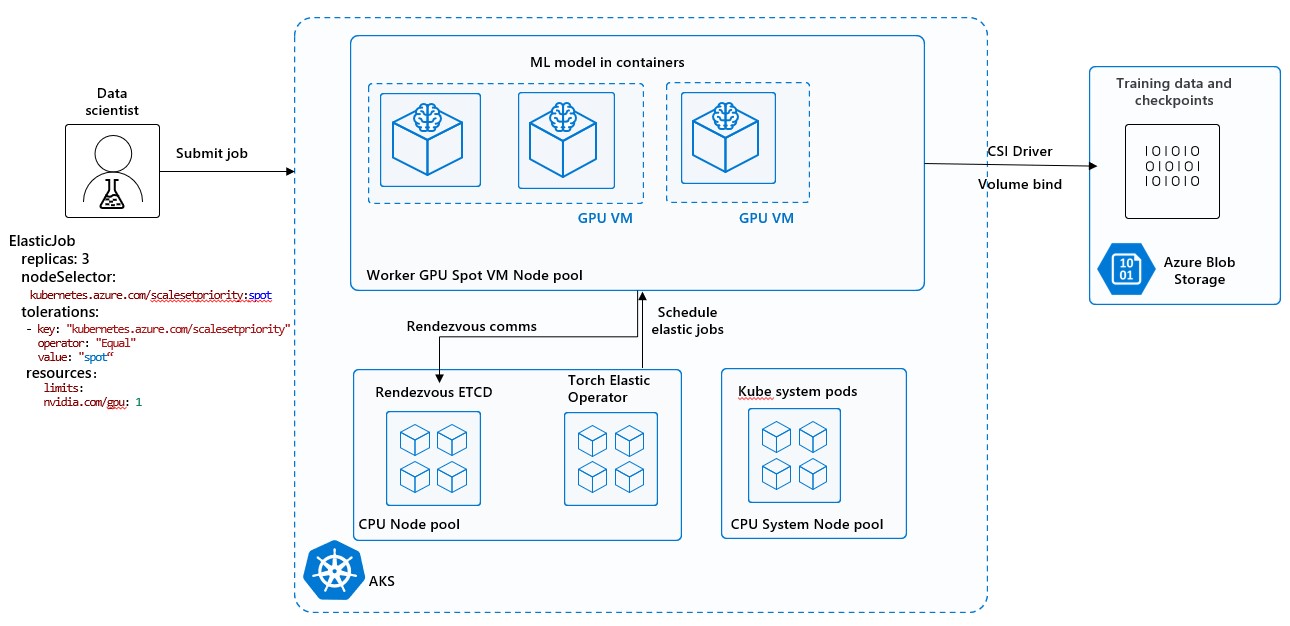 Data
scientist
Submit job
ElasticJob
replicas: 3
nodeSelector:
kubernetes.azure.com/scalesetpriority:spot
tolerations:
- key: "kubernetes.azure.com/scalesetpriority"
operator: "Equal"
value: "spot“
resources:
limits:
nvidia.com/gpu: 1
ML model in containers
GPU VM
GPU VM
Worker GPU Spot VM Node pool
Rendezvous comms
Schedule
elastic jobs
Rendezvous ETCD
Torch Elastic
Operator
CPU Node pool
Kube system pods
CPU System Node pool
AKS
CSI Driver
Volume bind
Training data and
checkpoints
IOIOIO
OIOIOI
IOIOIO
10
01
Azure Blob
Storage